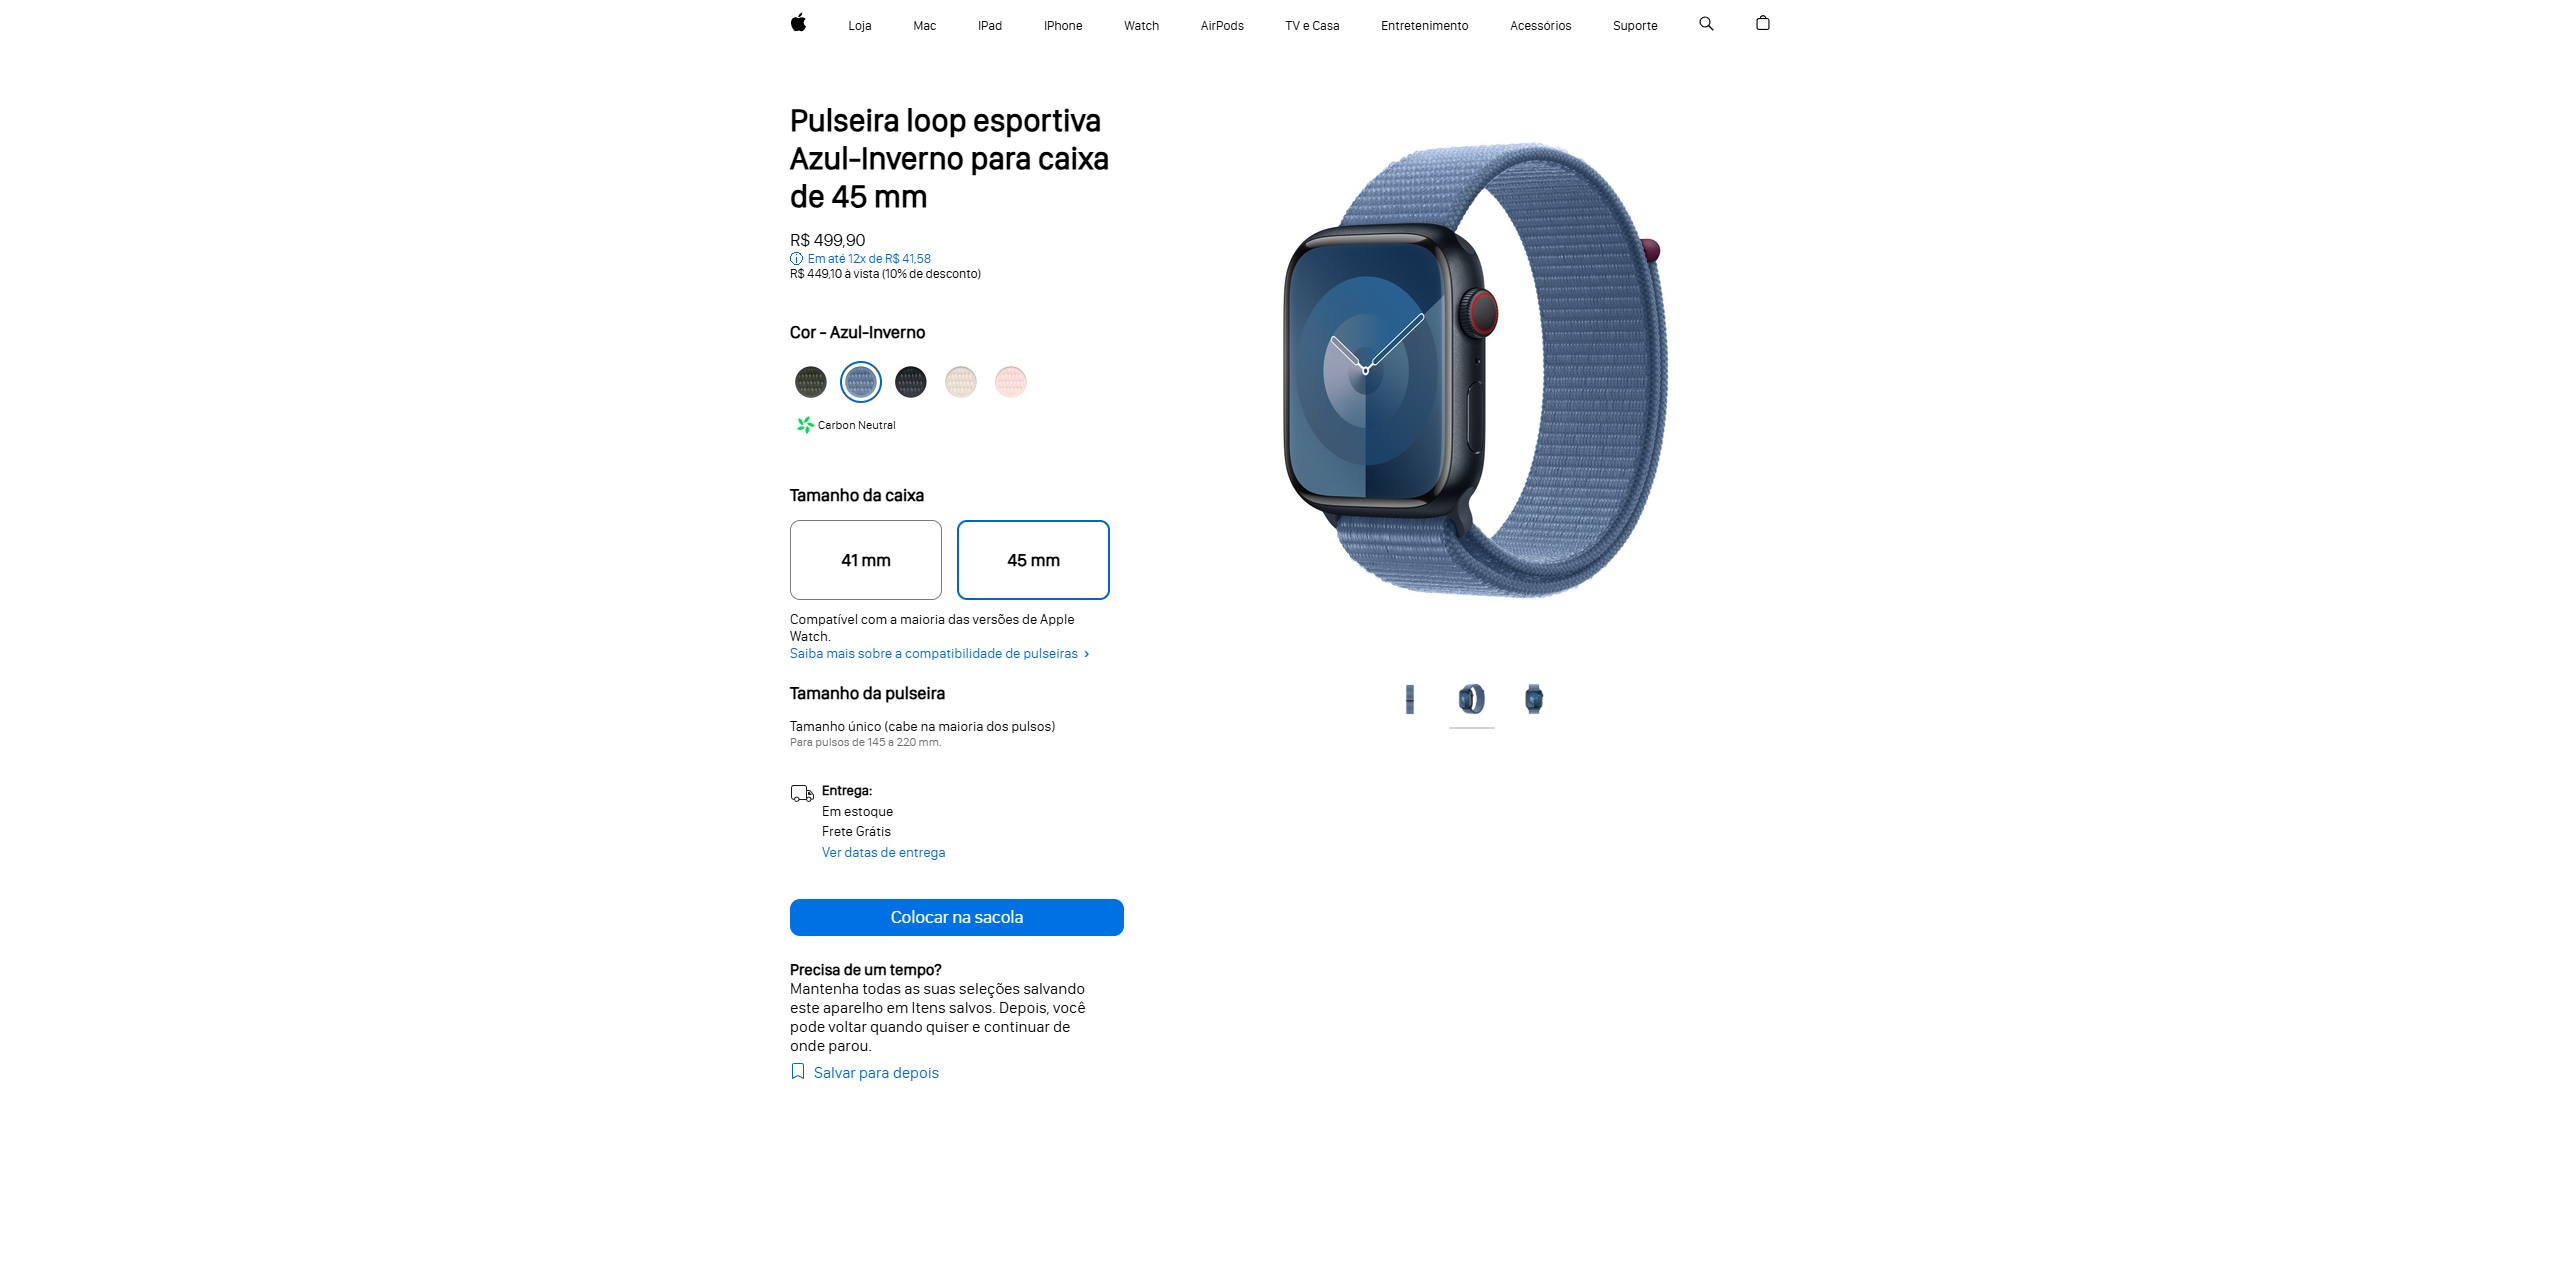 Loja Mac IPad IPhone Watch AirPods TV e Casa Entretenimento Acessórios Suporte
Pulseira loop esportiva
Azul-Inverno para caixa
de 45 mm
R$ 499,90
Em até 12x de R$ 41,58
R$ 449,10 à vista (10% de desconto)
Cor - Azul-Inverno
Carbon Neutral
Tamanho da caixa
41 mm 45 mm
Compatível com a maioria das versões de Apple
Watch.
Saiba mais sobre a compatibilidade de pulseiras
Tamanho da pulseira
Tamanho único (cabe na maioria dos pulsos)
Para pulsos de 145 a 220 mm.
Entrega:
Em estoque
Frete Grátis
Ver datas de entrega
Colocar na sacola
Precisa de um tempo?
Mantenha todas as suas seleções salvando
este aparelho em Itens salvos. Depois, você
pode voltar quando quiser e continuar de
onde parou.
Salvar para depois